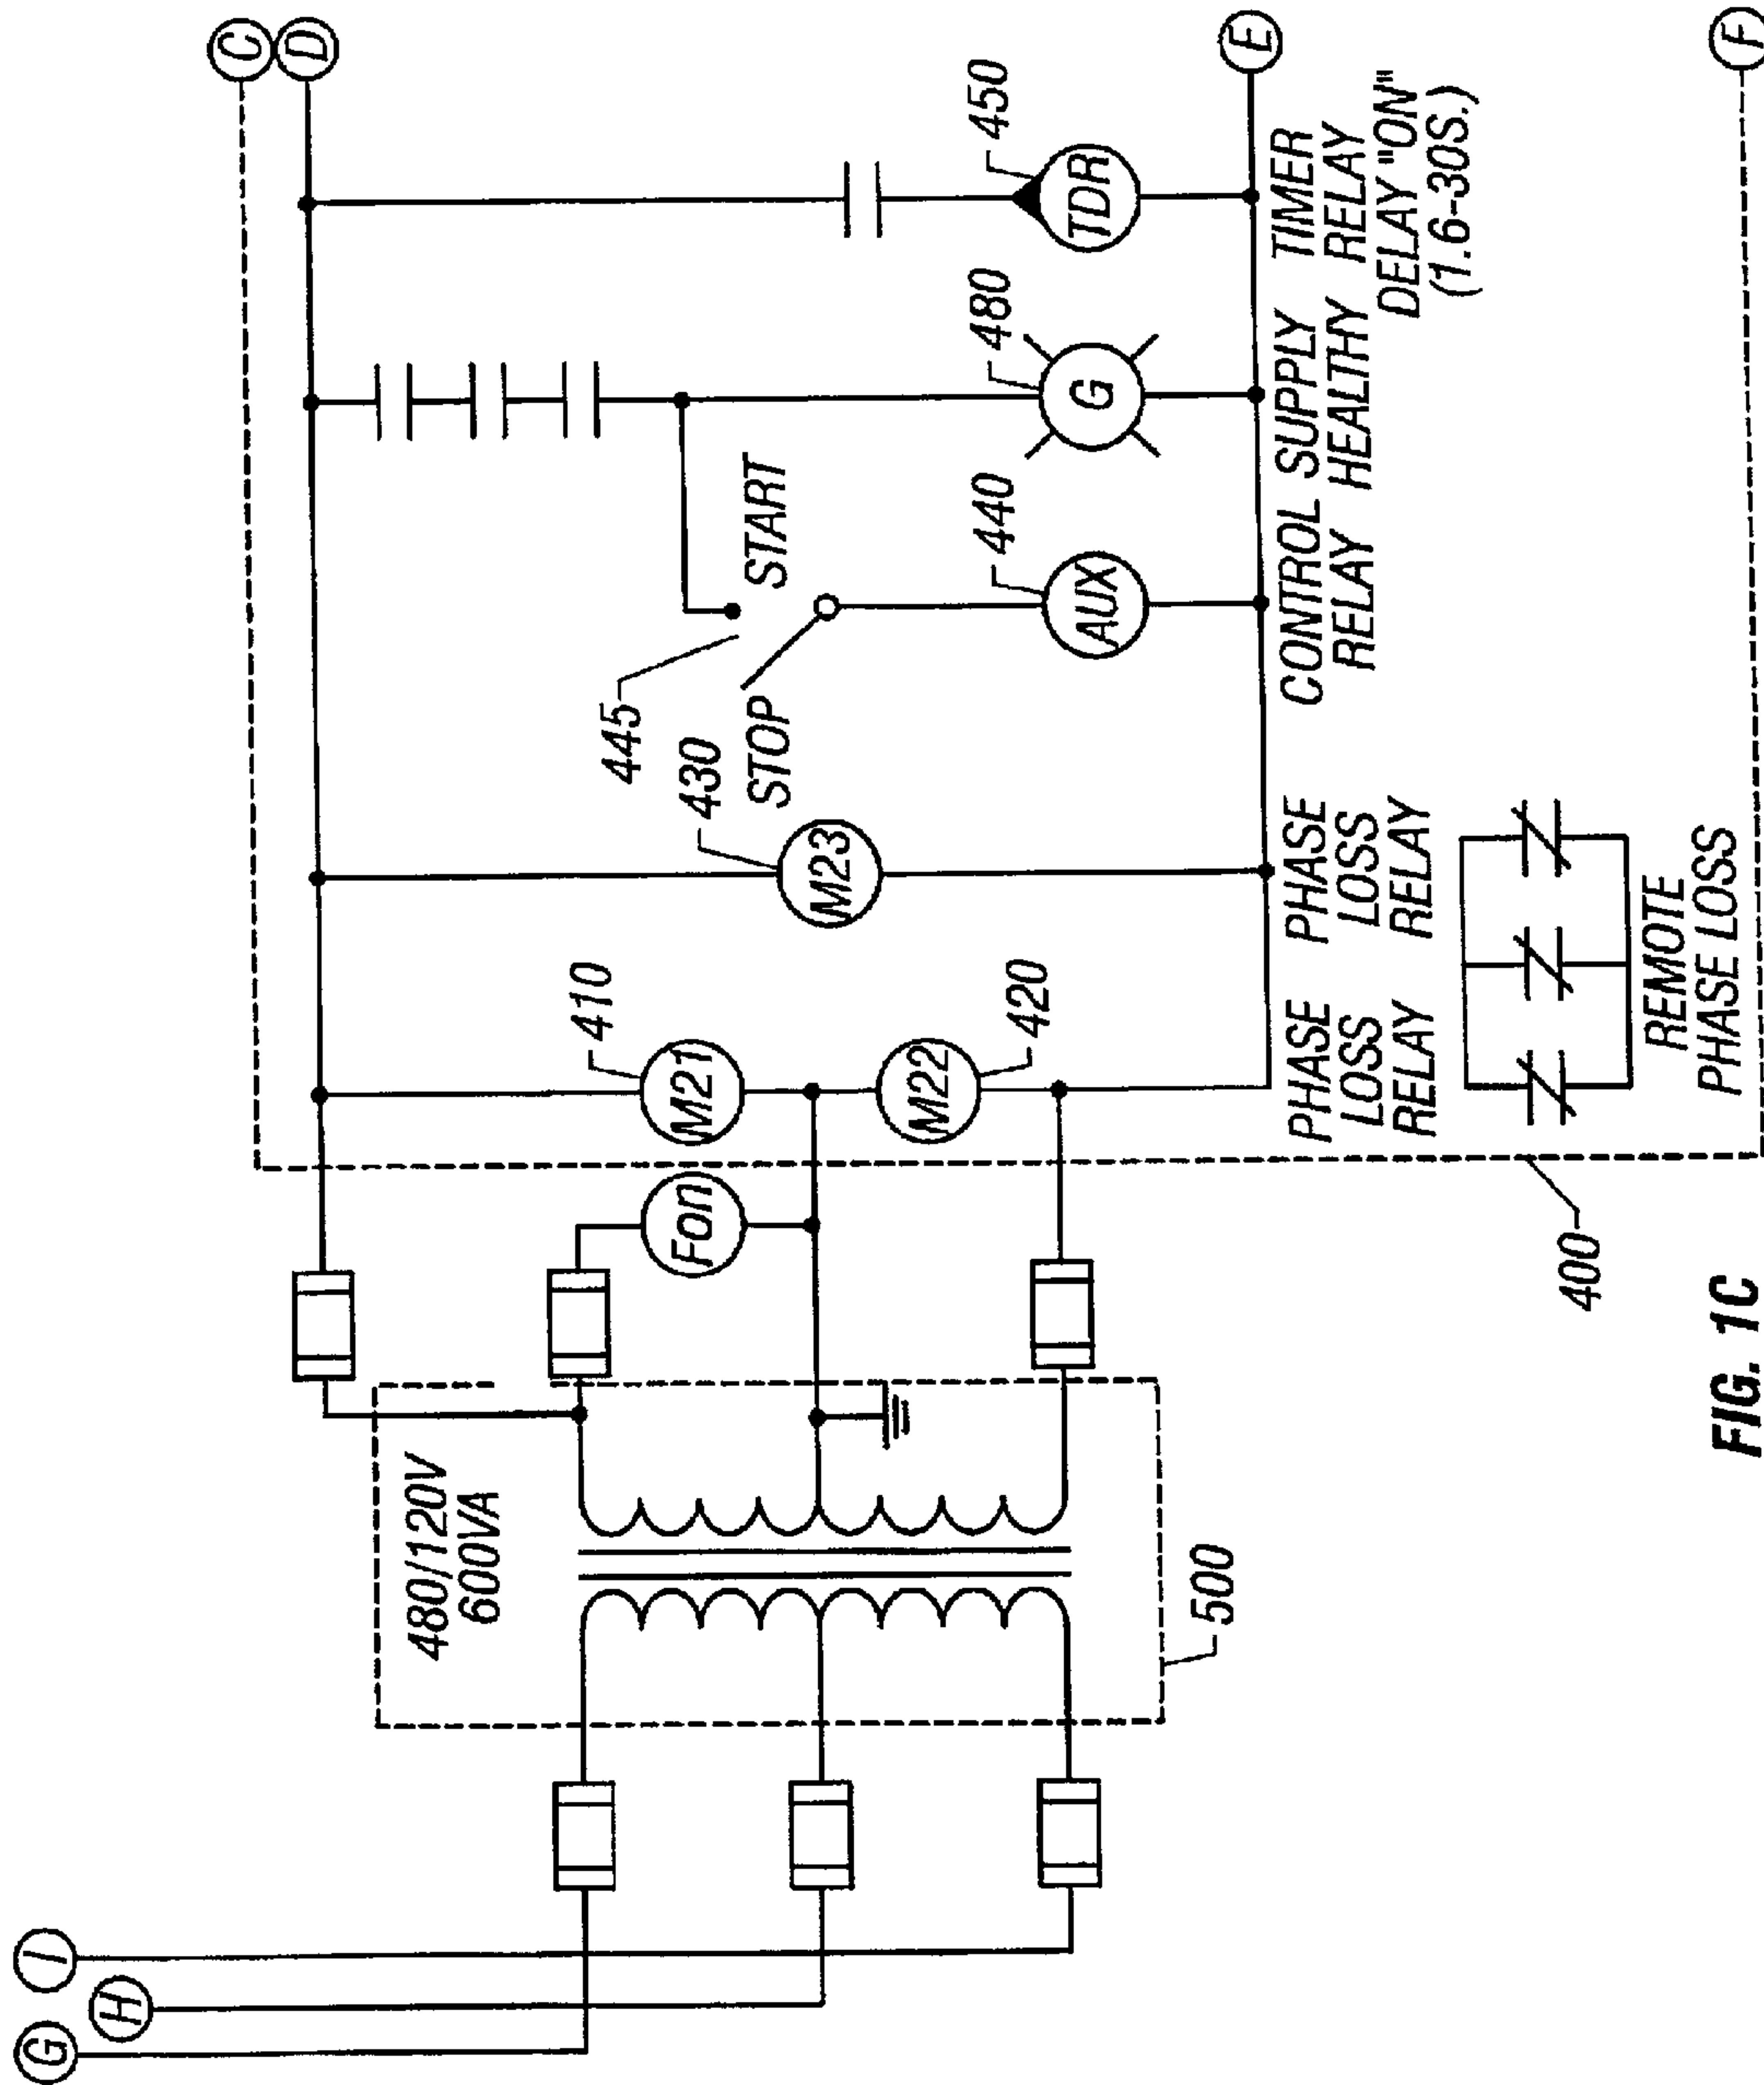 G
H
I
480/120V
600VA
500
C
D
Fon
M21
410
M22
420
M23
430
445
START
STOP
AUX
440
G
480
TDR
450
E
PHASE
LOSS
RELAY
PHASE
LOSS
RELAY
CONTROL
RELAY
SUPPLY
HEALTHY
TIMER
RELAY
DELAY "ON"
(1.6-30S.)
REMOTE
PHASE LOSS
400
F
FIG. 1C